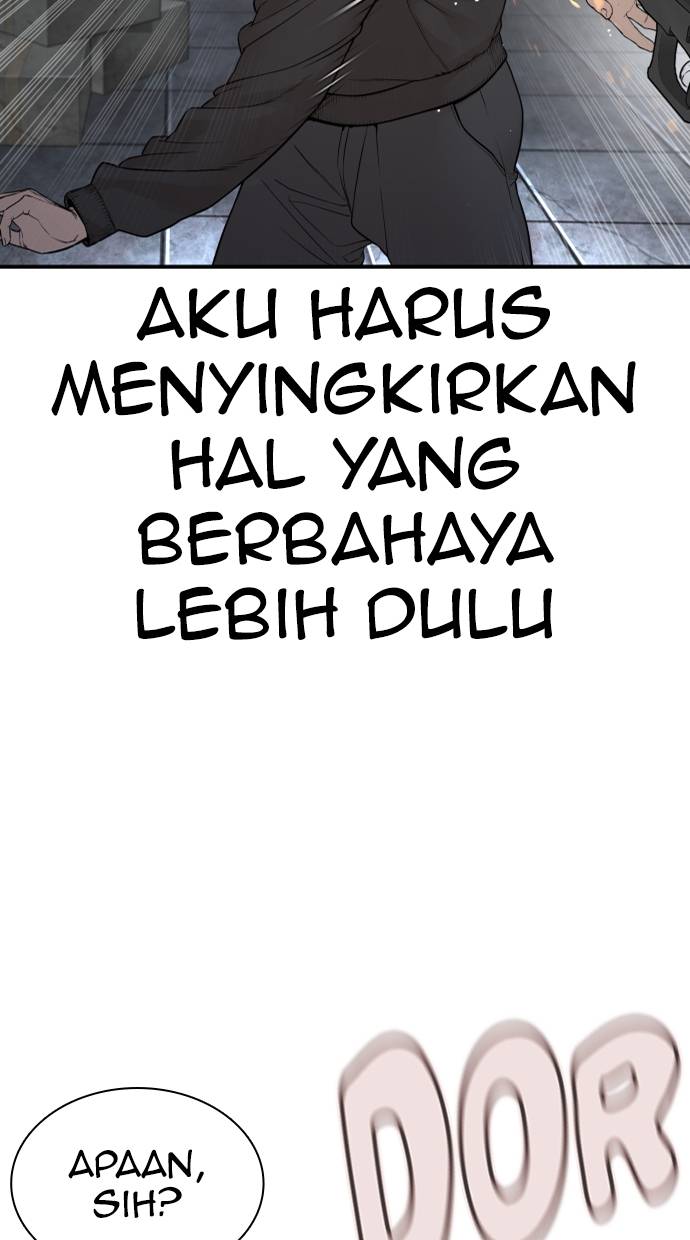 AKU HARUS
MENYINGKIRKAN
HAL YANG
BERBAHAYA
LEBIH DULU
DOR
APAAN,
SIH?